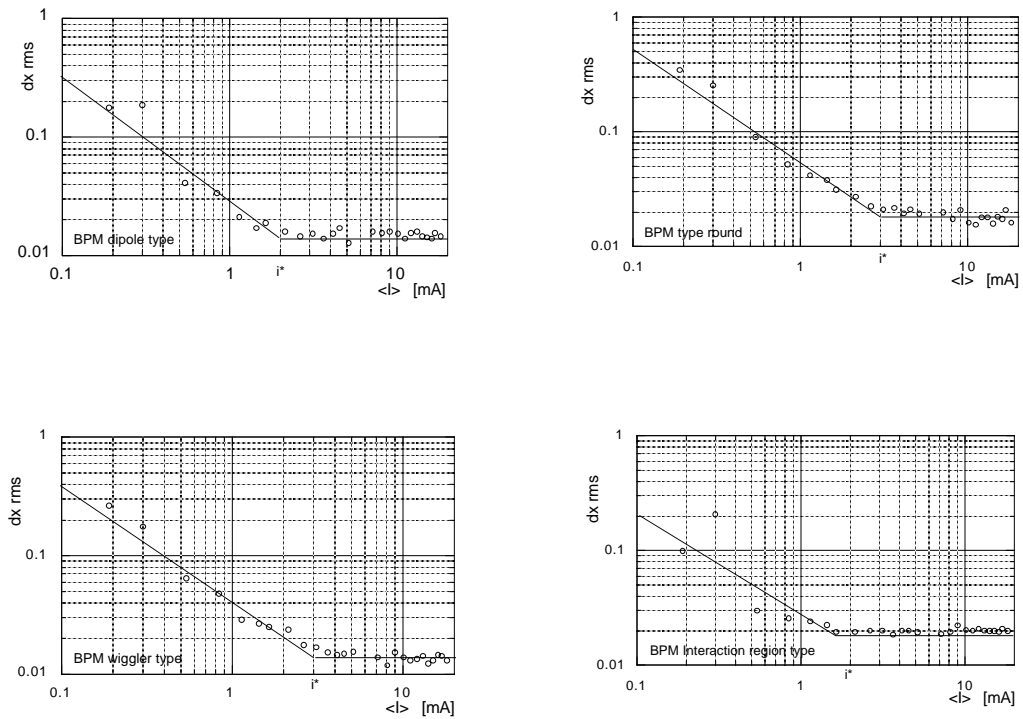 1
dx rms
0.1
BPM dipole type
0.01
0.1
1
i*
10
<I> [mA]
1
dx rms
0.1
BPM type round
0.01
0.1
1
i*
10
<I> [mA]
1
dx rms
0.1
BPM wiggler type
0.01
0.1
1
i*
10
<I> [mA]
1
dx rms
0.1
BPM Interaction region type
0.01
0.1
1
i*
10
<I> [mA]